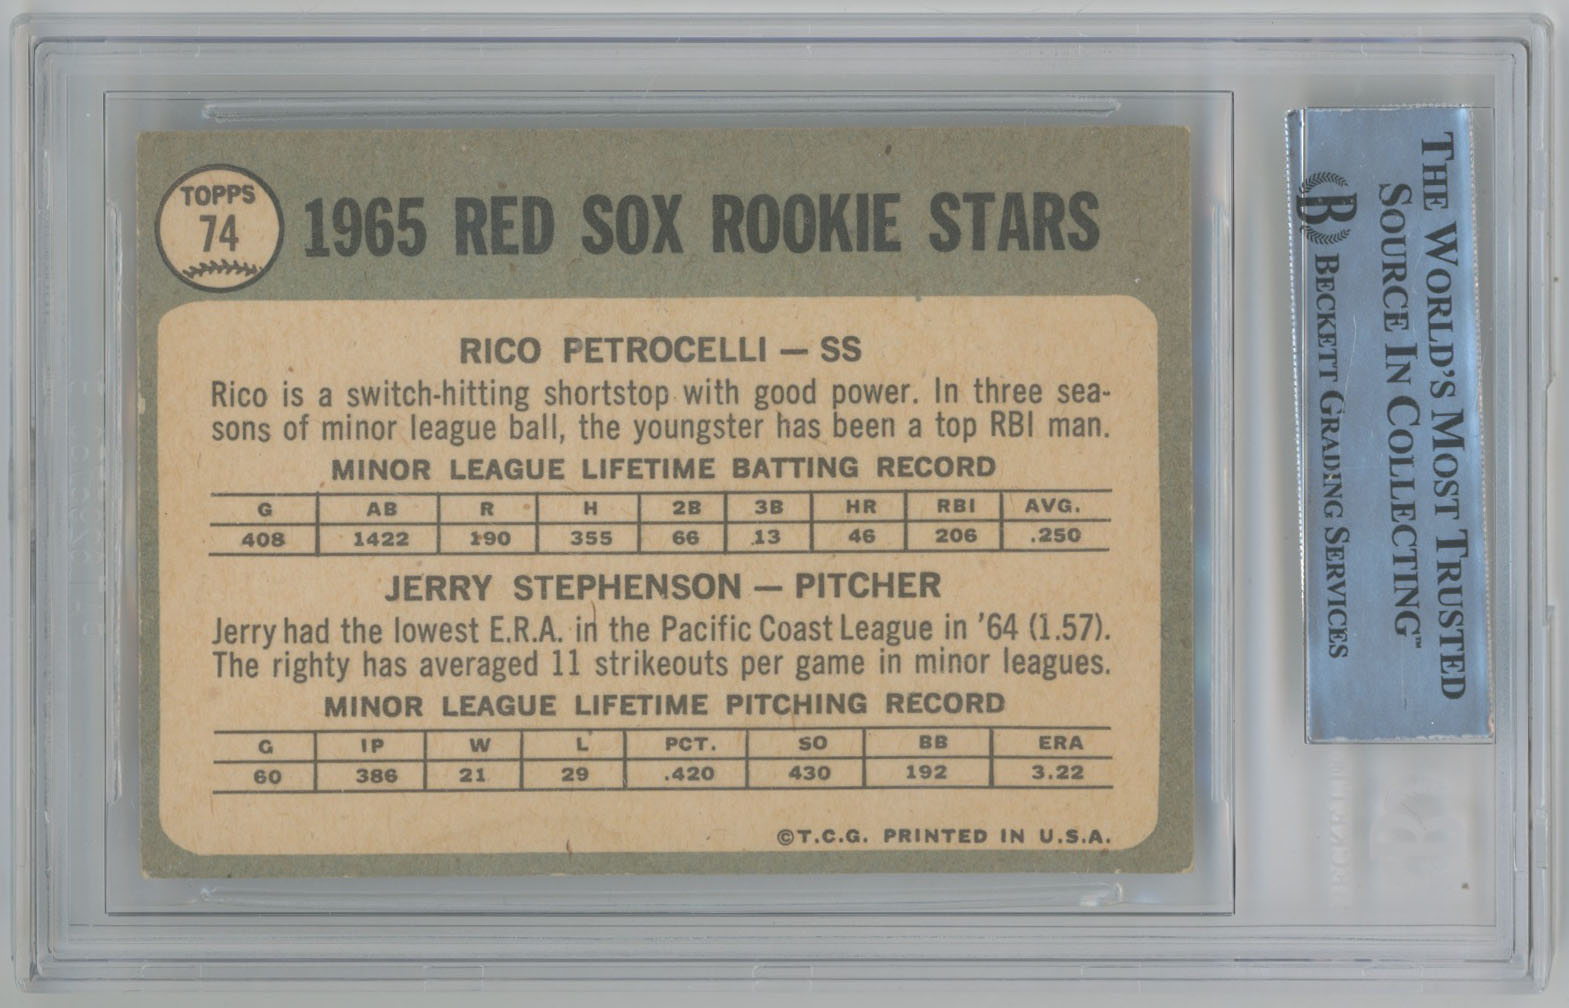 TOPPS
74
1965 RED SOX ROOKIE STARS
RICO PETROCELLI — SS
Rico is a switch-hitting shortstop with good power. In three sea-
sons of minor league ball, the youngster has been a top RBI man.
MINOR LEAGUE LIFETIME BATTING RECORD
G AB R H 2B 3B HR RBI AVG.
408 1422 190 355 66 13 46 206 .250
JERRY STEPHENSON — PITCHER
Jerry had the lowest E.R.A. in the Pacific Coast League in '64 (1.57).
The righty has averaged 11 strikeouts per game in minor leagues.
MINOR LEAGUE LIFETIME PITCHING RECORD
G IP W L PCT. SO BB ERA
60 386 21 29 .420 430 192 3.22
©T.C.G. PRINTED IN U.S.A.
THE WORLD'S MOST TRUSTED
SOURCE IN COLLECTING™
B BECKETT GRADING SERVICES